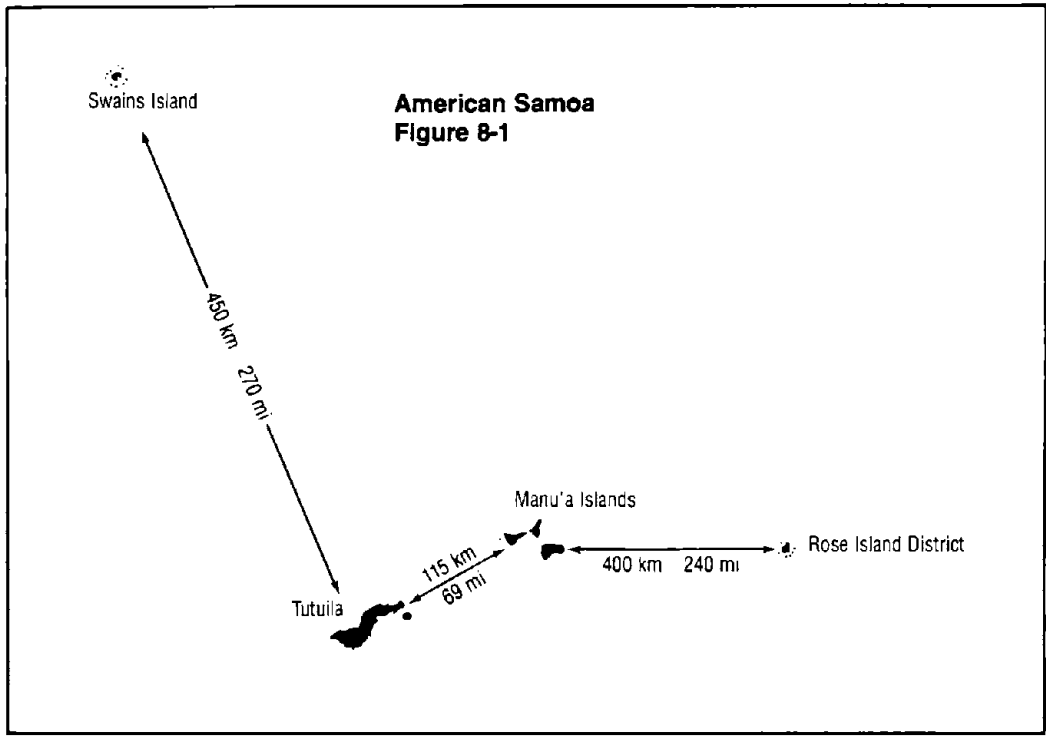 Swains Island
American Samoa
Figure 8-1
450 km 270 mi
Manu'a Islands
Rose Island District
115 km
69 mi
400 km 240 mi
Tutuila